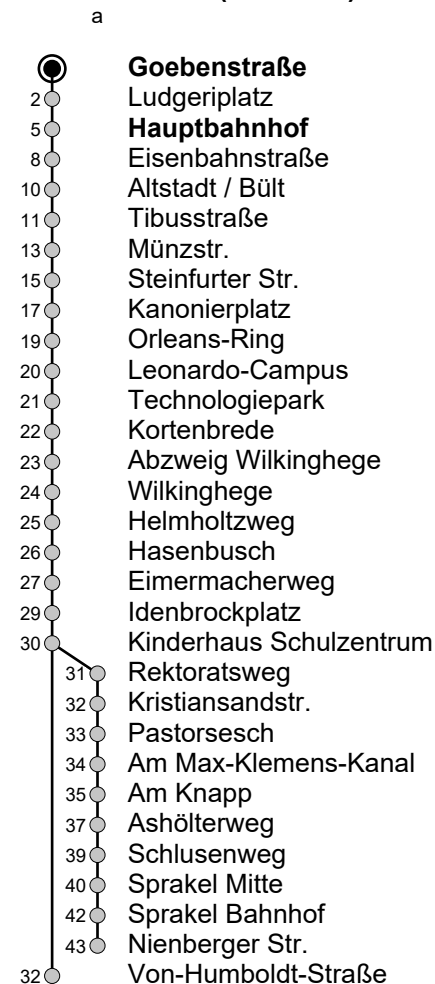 a
Goebenstraße
2 Ludgeriplatz
5 Hauptbahnhof
8 Eisenbahnstraße
10 Altstadt / Bült
11 Tibusstraße
13 Münzstr.
15 Steinfurter Str.
17 Kanonierplatz
19 Orleans-Ring
20 Leonardo-Campus
21 Technologiepark
22 Kortenbrede
23 Abzweig Wilkinghege
24 Wilkinghege
25 Helmholtzweg
26 Hasenbusch
27 Eimermacherweg
29 Idenbrockplatz
30 Kinderhaus Schulzentrum
31 Rektoratsweg
32 Kristiansandstr.
33 Pastorsesch
34 Am Max-Klemens-Kanal
35 Am Knapp
37 Ashölterweg
39 Schlusenweg
40 Sprakel Mitte
42 Sprakel Bahnhof
43 Nienberger Str.
32 Von-Humboldt-Straße